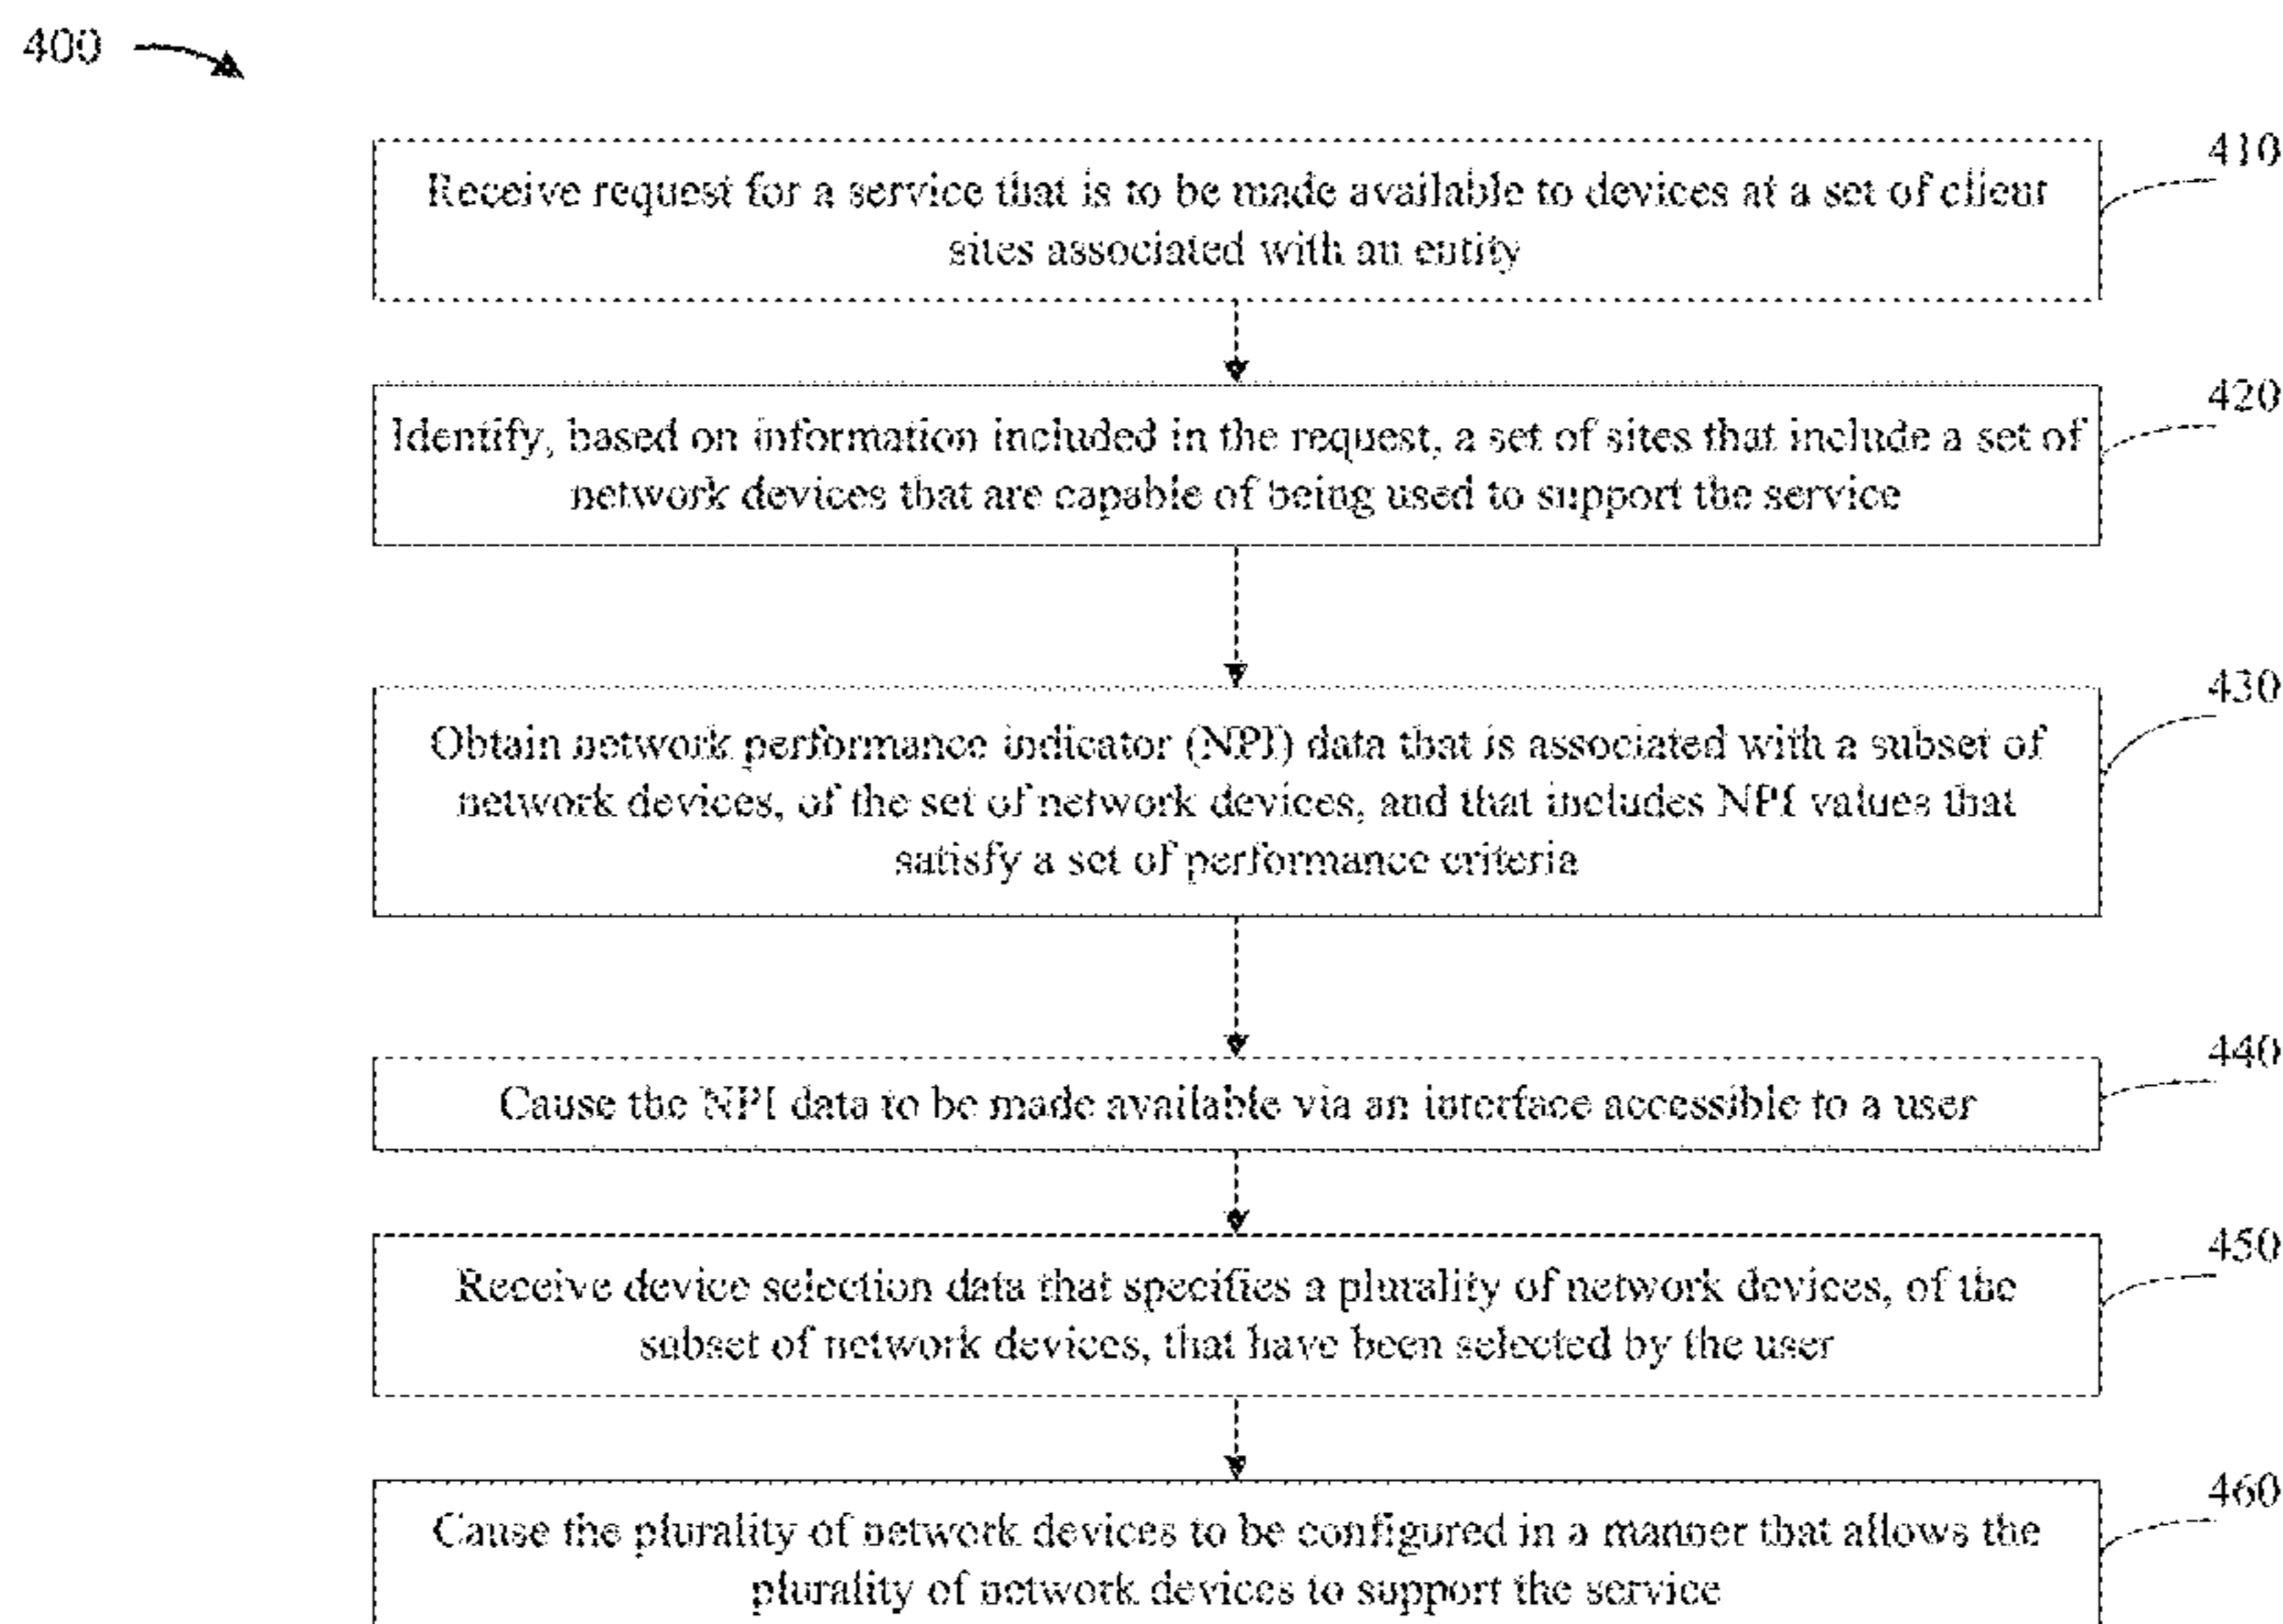 400
410
Receive request for a service that is to be made available to devices at a set of client
sites associated with an entity
420
Identify, based on information included in the request, a set of sites that include a set of
network devices that are capable of being used to support the service
430
Obtain network performance indicator (NPI) data that is associated with a subset of
network devices, of the set of network devices, and that includes NPI values that
satisfy a set of performance criteria
440
Cause the NPI data to be made available via an interface accessible to a user
450
Receive device selection data that specifies a plurality of network devices, of the
subset of network devices, that have been selected by the user
460
Cause the plurality of network devices to be configured in a manner that allows the
plurality of network devices to support the service